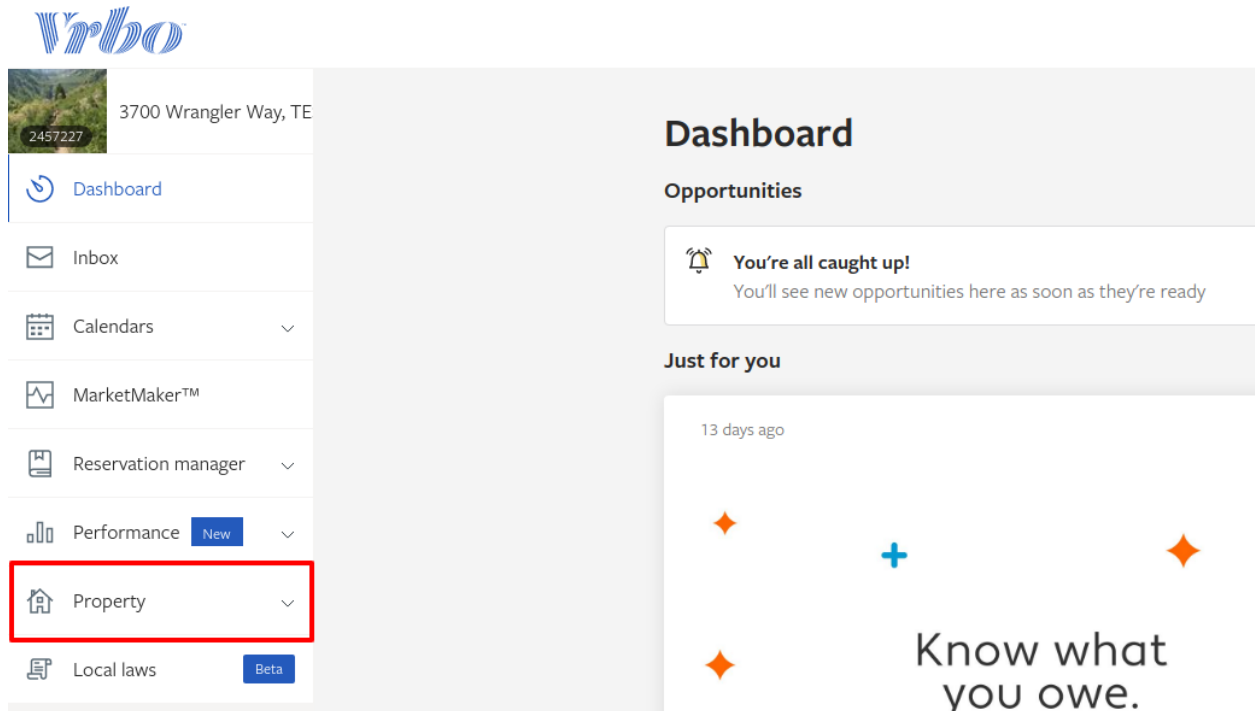 Vrbo
2457227
3700 Wrangler Way, TE
Dashboard
Inbox
Calendars
MarketMaker™
Reservation manager
Performance New
Property
Local laws Beta
Dashboard
Opportunities
You're all caught up!
You'll see new opportunities here as soon as they're ready
Just for you
13 days ago
Know what
you owe.